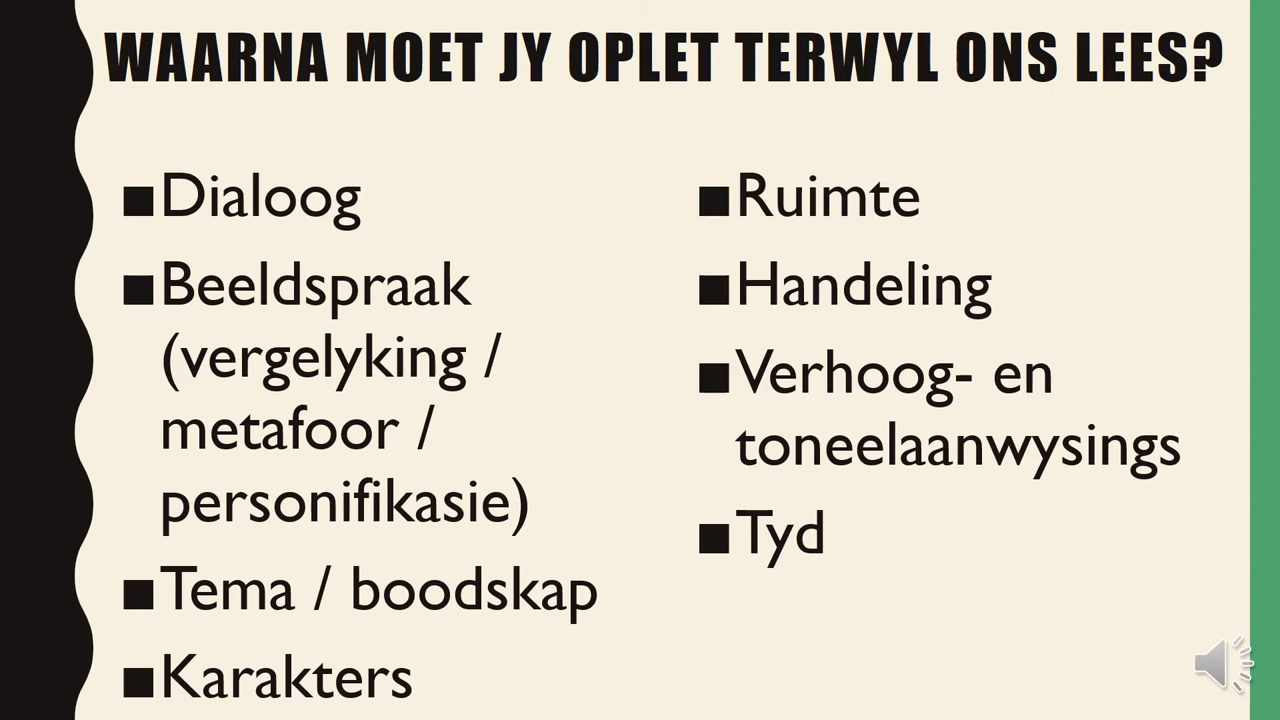 WAARNA MOET JY OPLET TERWYL ONS LEES?
■Dialoog
■Beeldspraak
(vergelyking /
metafoor /
personifikasie)
■Tema / boodskap
■Karakters
■Ruimte
■Handeling
■Verhoog- en
toneelaanwysings
■Tyd